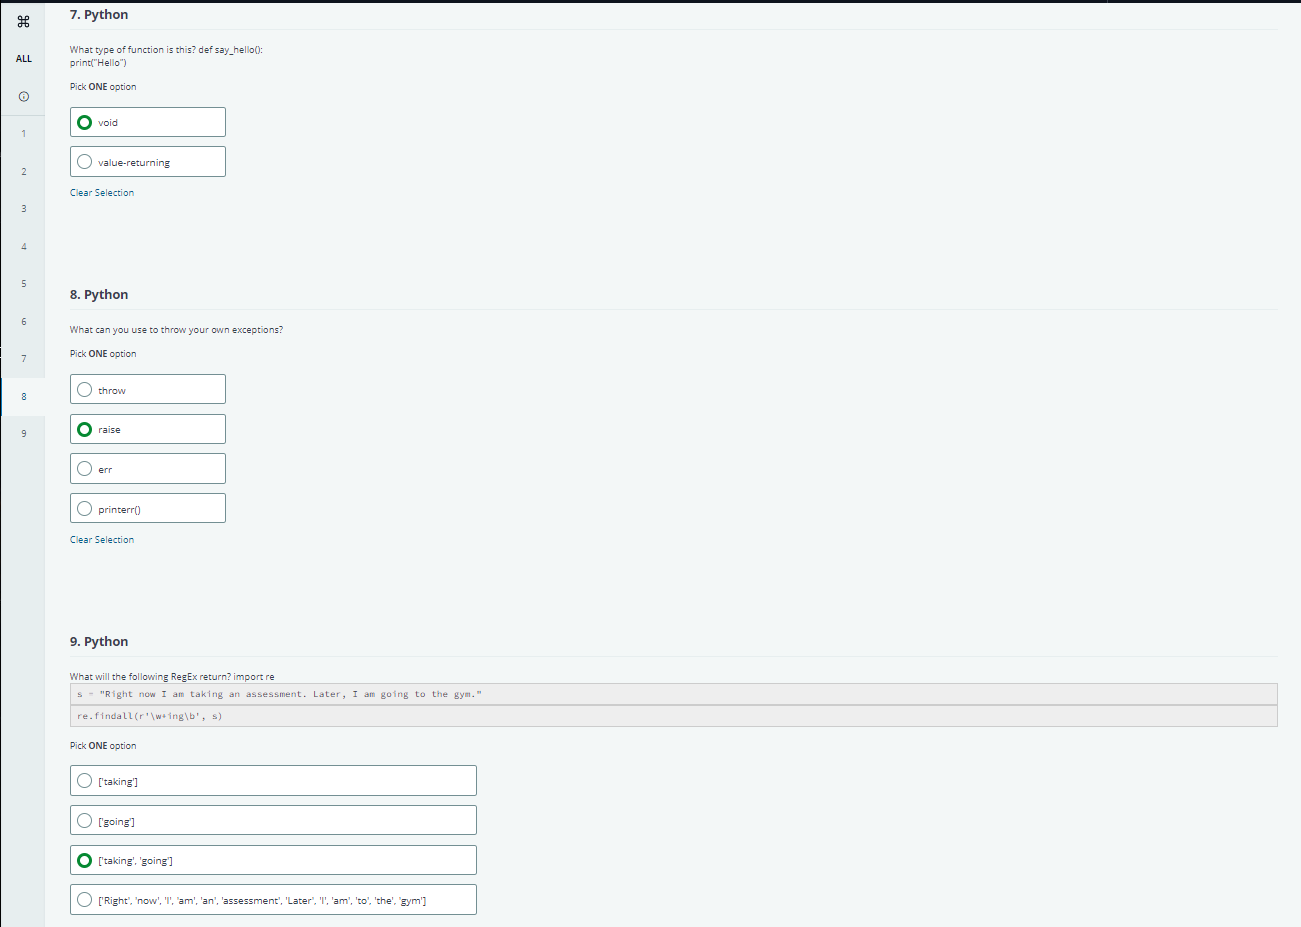 ⌘
ALL
1
2
3
4
5
6
7
8
9
7. Python
What type of function is this? def say_hello():
print("Hello")
Pick ONE option
void
value-returning
Clear Selection
8. Python
What can you use to throw your own exceptions?
Pick ONE option
throw
raise
err
printerr()
Clear Selection
9. Python
What will the following RegEx return? import re
s = "Right now I am taking an assessment. Later, I am going to the gym."
re.findall(r'\w+ing\b', s)
Pick ONE option
['taking']
['going']
['taking', 'going']
['Right', 'now', 'I', 'am', 'an', 'assessment', 'Later', 'I', 'am', 'to', 'the', 'gym']